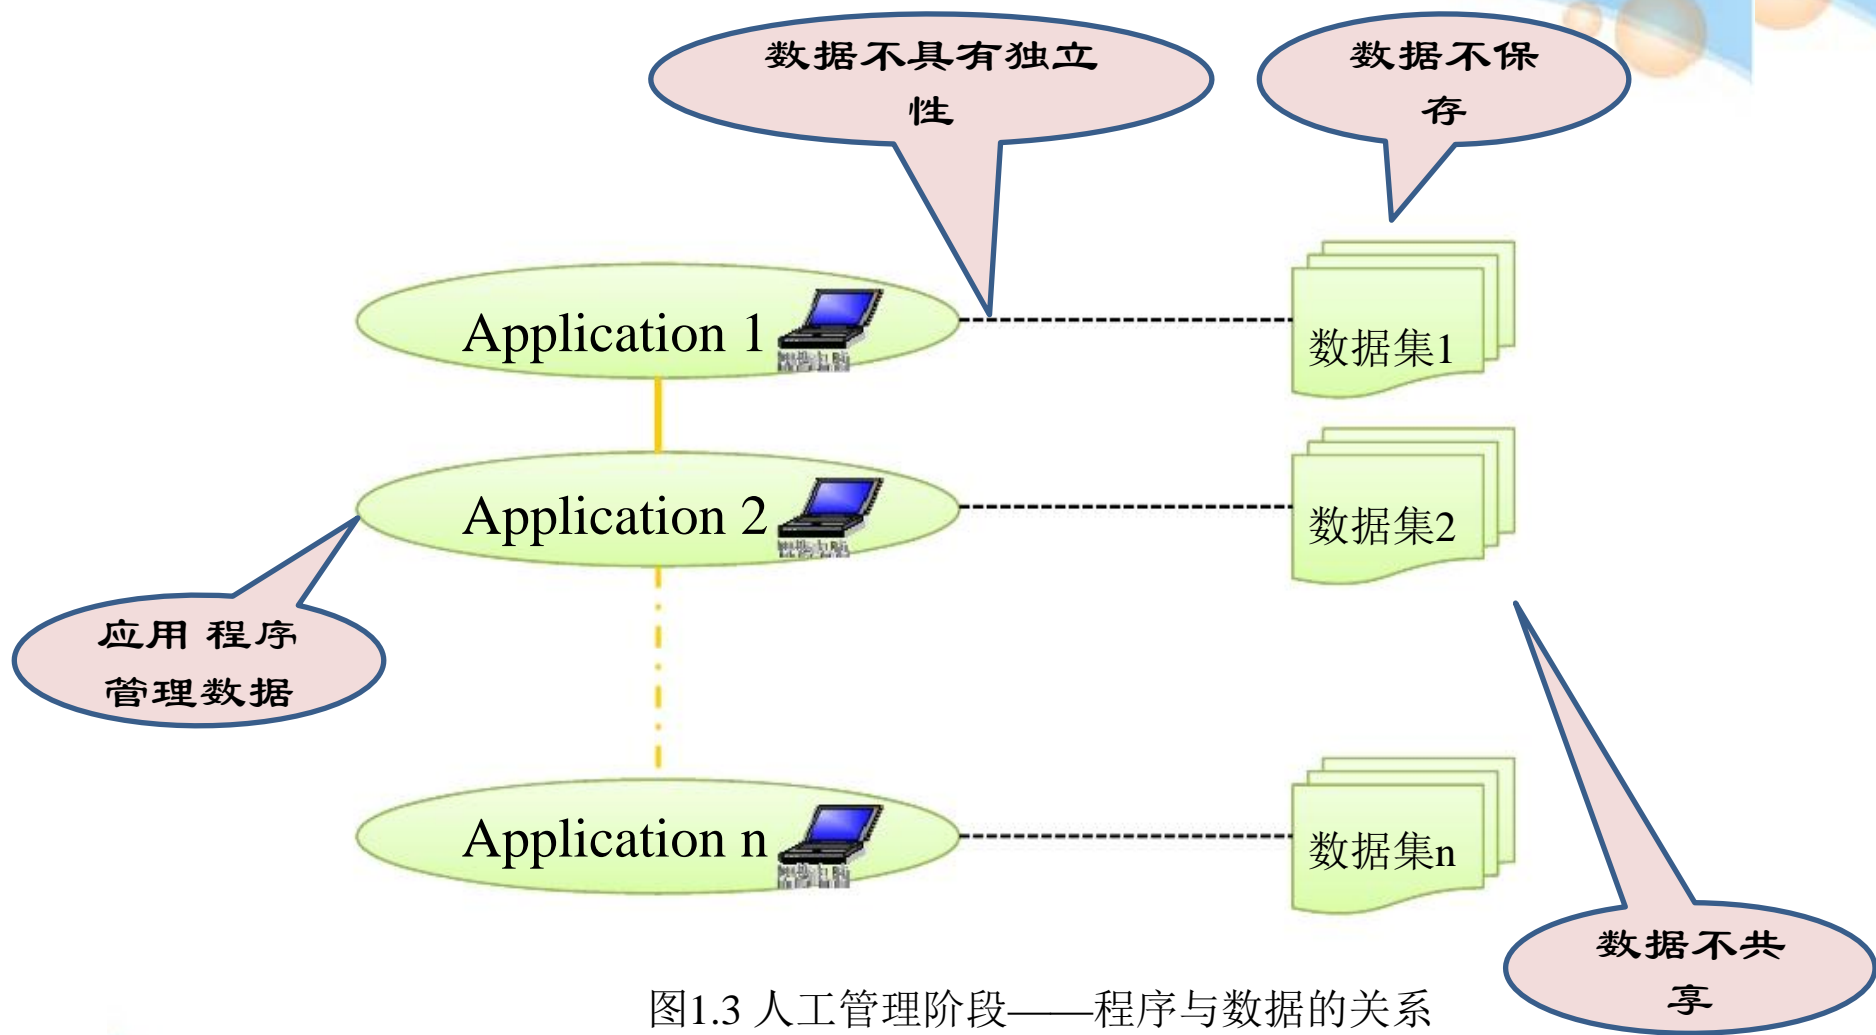 数据不具有独立
性
数据不保
存
Application 1
数据集1
Application 2
数据集2
应用 程序
管理数据
Application n
数据集n
数据不共
享
图1.3 人工管理阶段——程序与数据的关系